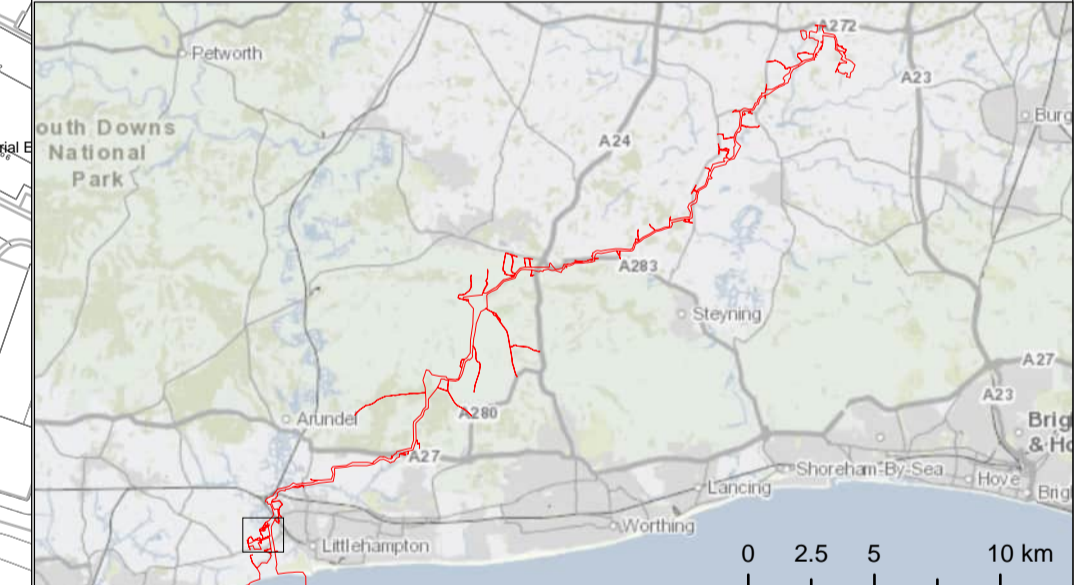 A272
Petworth
A23
Burg
outh Downs
National
Park
rial E
A24
A283
Steyning
A27
A23
Arundel
A280
Brig
& Ho
A27
Shoreham-By-Sea
Hove
Lancing
Brig
Worthing
Littlehampton
0 2.5 5 10 km